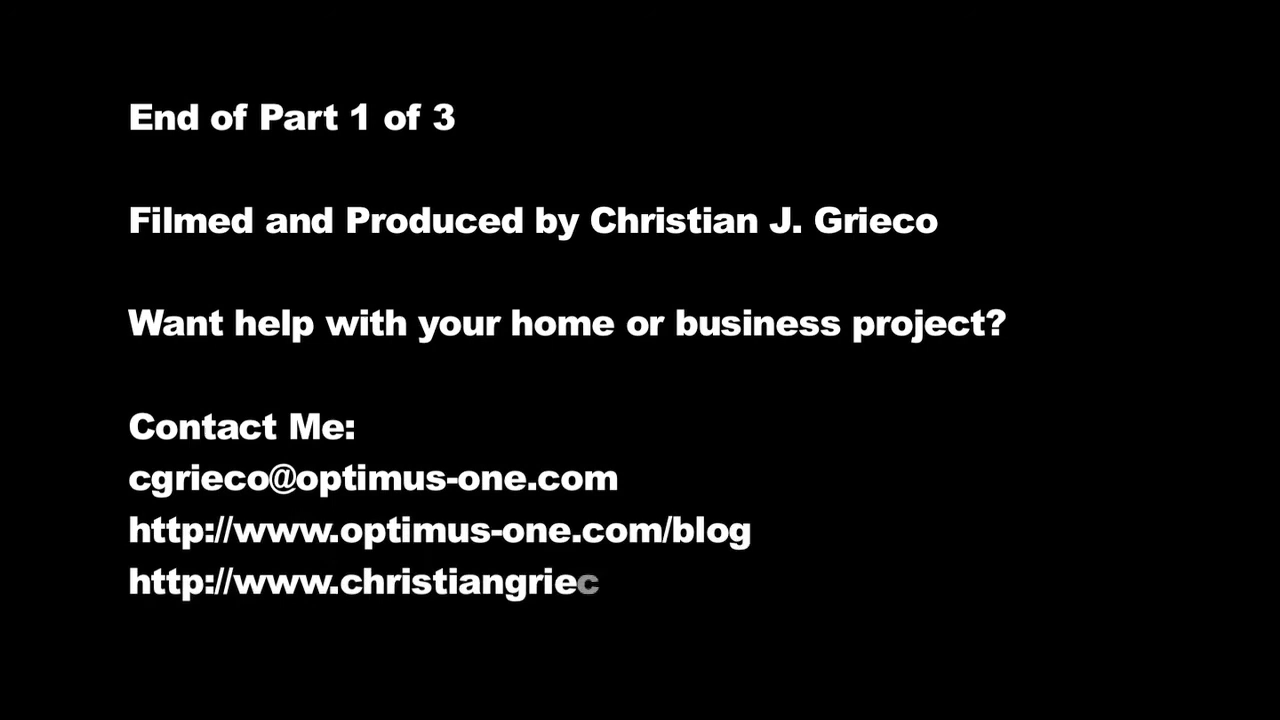 End of Part 1 of 3
Filmed and Produced by Christian J. Grieco
Want help with your home or business project?
Contact Me:
cgrieco@optimus-one.com
http://www.optimus-one.com/blog
http://www.christiangriec